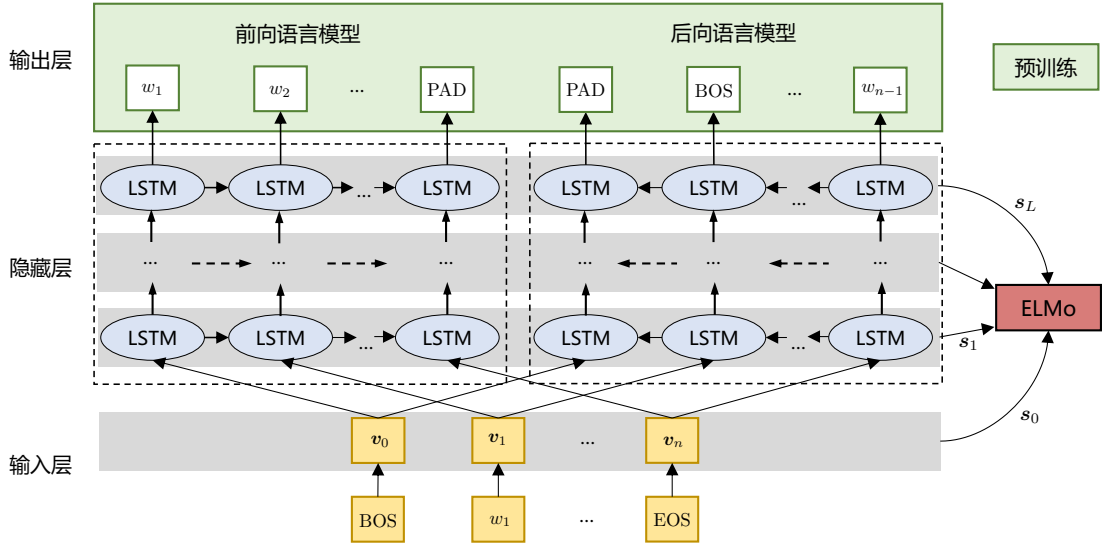 前向语言模型 后向语言模型
输出层
预训练
w₁ w₂ ... PAD PAD BOS ... wₙ₋₁
LSTM LSTM ... LSTM LSTM LSTM ... LSTM
s_L
隐藏层
... ... ... ... ... ...
ELMo
LSTM LSTM ... LSTM LSTM LSTM ... LSTM
s₁
s₀
v₀ v₁ ... vₙ
输入层
BOS w₁ ... EOS